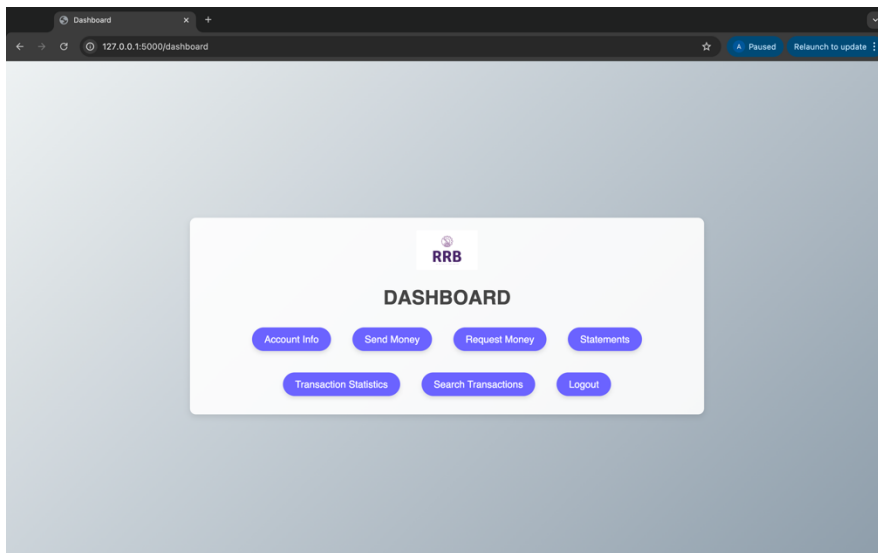 Dashboard
127.0.0.1:5000/dashboard
A Paused
Relaunch to update
RRB
DASHBOARD
Account Info Send Money Request Money Statements
Transaction Statistics Search Transactions Logout